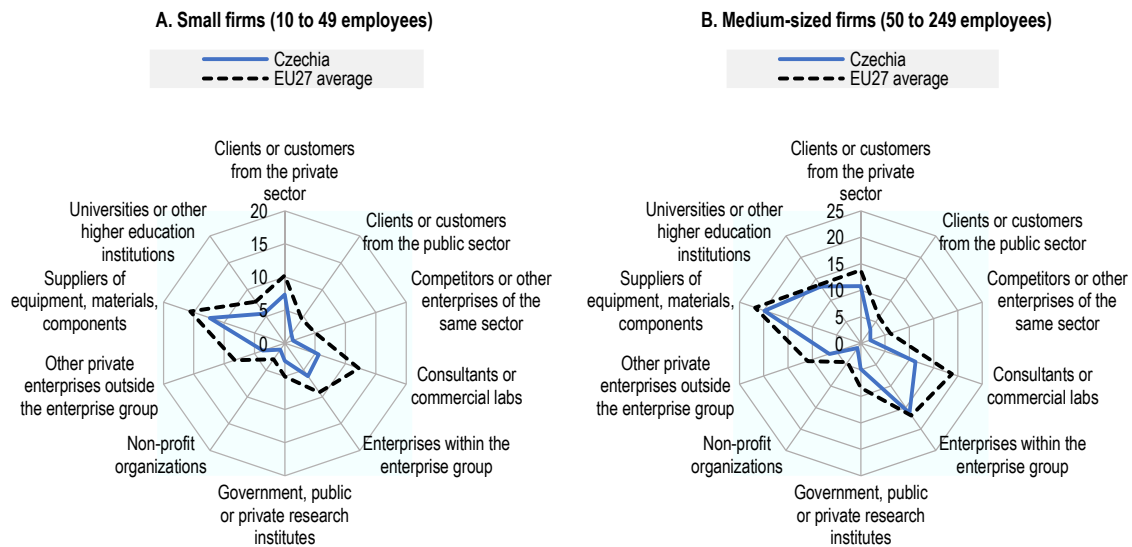 A. Small firms (10 to 49 employees)
Czechia
EU27 average
Clients or customers
from the private
sector
Clients or customers
from the public sector
Competitors or other
enterprises of the
same sector
Consultants or
commercial labs
Enterprises within the
enterprise group
Government, public
or private research
institutes
Non-profit
organizations
Other private
enterprises outside
the enterprise group
Suppliers of
equipment, materials,
components
Universities or other
higher education
institutions
20
15
10
5
0
B. Medium-sized firms (50 to 249 employees)
Czechia
EU27 average
Clients or customers
from the private
sector
Clients or customers
from the public sector
Competitors or other
enterprises of the
same sector
Consultants or
commercial labs
Enterprises within the
enterprise group
Government, public
or private research
institutes
Non-profit
organizations
Other private
enterprises outside
the enterprise group
Suppliers of
equipment, materials,
components
Universities or other
higher education
institutions
25
20
15
10
5
0